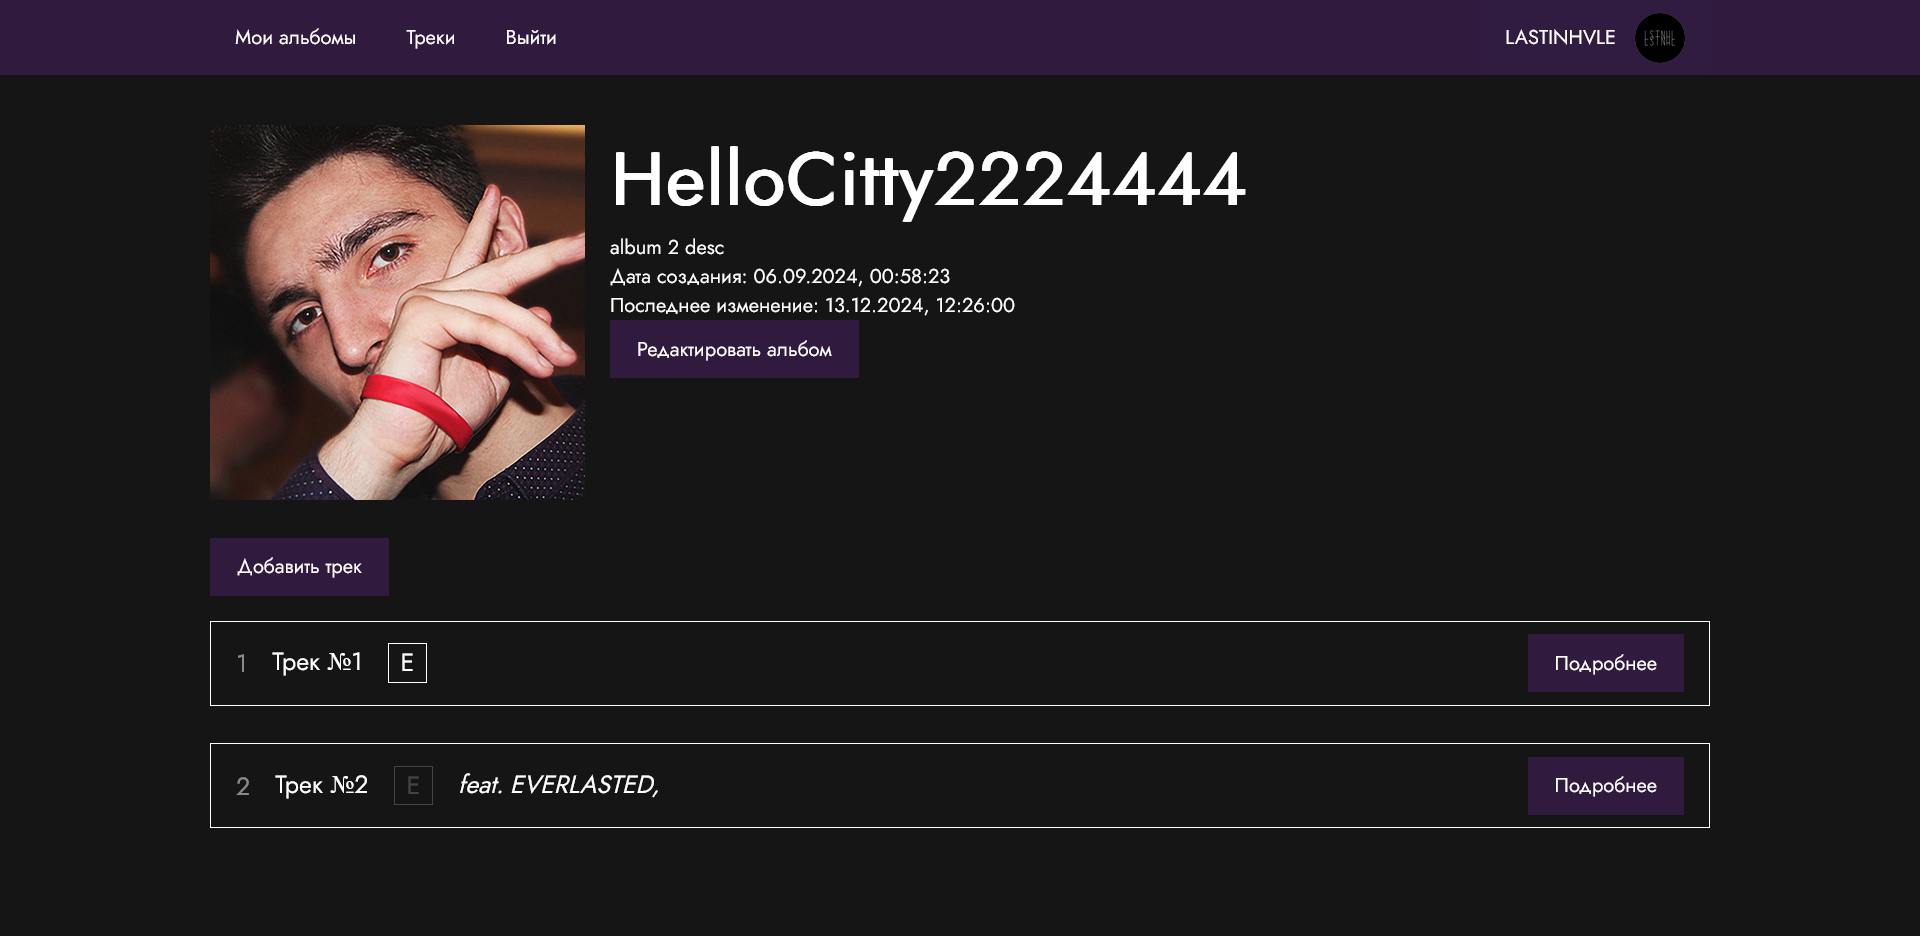 Мои альбомы Треки Выйти LASTINHVLE
HelloCitty2224444
album 2 desc
Дата создания: 06.09.2024, 00:58:23
Последнее изменение: 13.12.2024, 12:26:00
Редактировать альбом
Добавить трек
1 Трек №1 E Подробнее
2 Трек №2 E feat. EVERLASTED, Подробнее